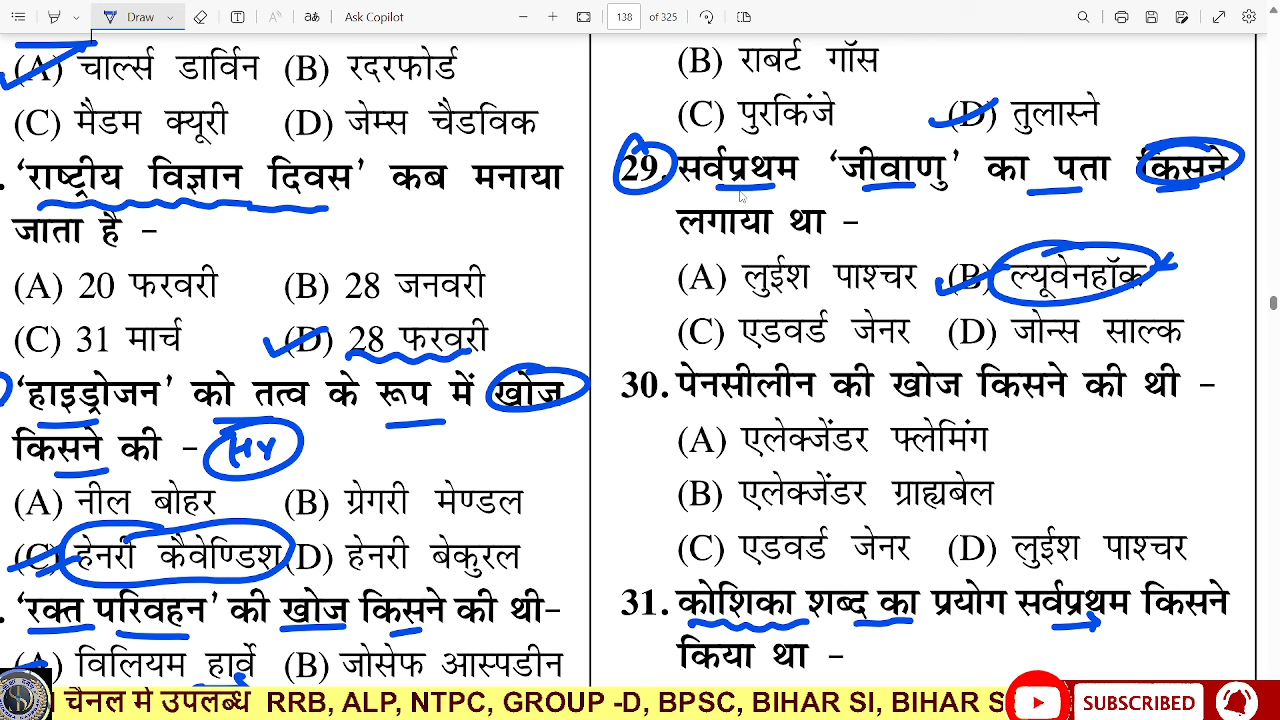 Draw
Ask Copilot
138 of 325
(A) चार्ल्स डार्विन (B) रदरफोर्ड
(C) मैडम क्यूरी (D) जेम्स चैडविक
. 'राष्ट्रीय विज्ञान दिवस' कब मनाया
जाता है -
(A) 20 फरवरी (B) 28 जनवरी
(C) 31 मार्च (D) 28 फरवरी
'हाइड्रोजन' को तत्व के रूप में खोज
किसने की - HY
(A) नील बोहर (B) ग्रेगरी मेण्डल
(C) हेनरी कैवेण्डिश (D) हेनरी बेकुरल
. 'रक्त परिवहन' की खोज किसने की थी-
(A) विलियम हार्वे (B) जोसेफ आस्पडीन
(B) राबर्ट गॉस
(C) पुरकिंजे (D) तुलास्ने
29. सर्वप्रथम 'जीवाणु' का पता किसने
लगाया था -
(A) लुईश पाश्चर (B) ल्यूवेनहॉक
(C) एडवर्ड जेनर (D) जोन्स साल्क
30. पेनसीलीन की खोज किसने की थी -
(A) एलेक्जेंडर फ्लेमिंग
(B) एलेक्जेंडर ग्राह्यबेल
(C) एडवर्ड जेनर (D) लुईश पाश्चर
31. कोशिका शब्द का प्रयोग सर्वप्रथम किसने
किया था -
चैनल में उपलब्ध RRB, ALP, NTPC, GROUP -D, BPSC, BIHAR SI, BIHAR S
SUBSCRIBED